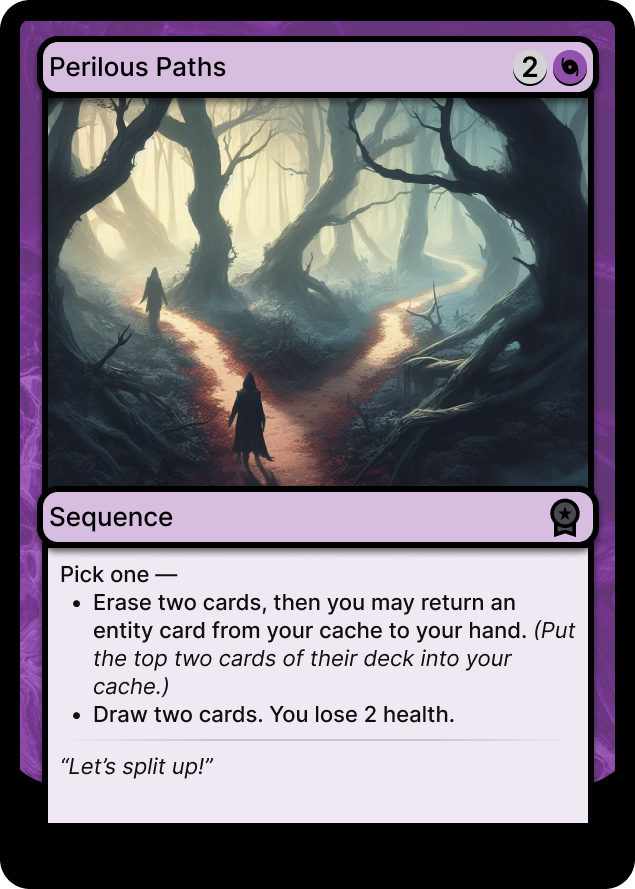 Perilous Paths
2
Sequence
Pick one —
• Erase two cards, then you may return an
entity card from your cache to your hand. (Put
the top two cards of their deck into your
cache.)
• Draw two cards. You lose 2 health.
“Let’s split up!”